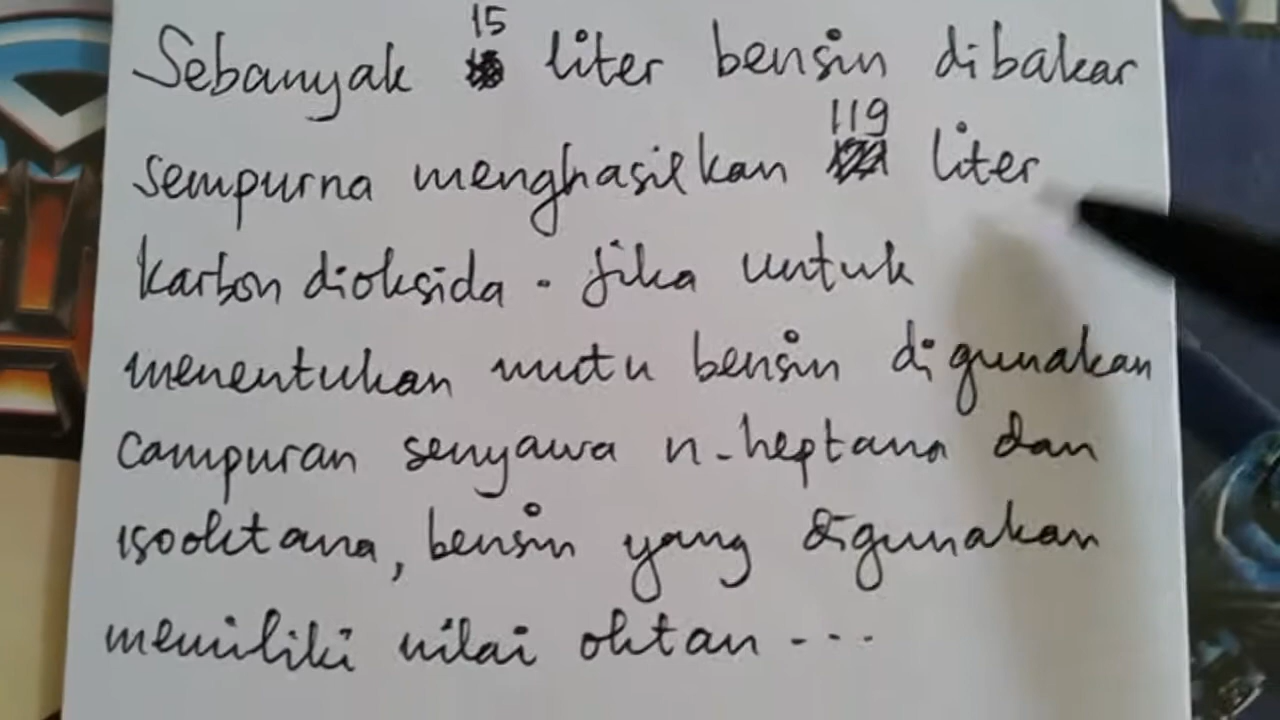 Sebanyak 15 liter bensin dibakar
sempurna menghasilkan 119 liter
karbon dioksida. Jika untuk
menentukan mutu bensin digunakan
campuran senyawa n-heptana dan
isooktana, bensin yang digunakan
memiliki nilai oktan ...